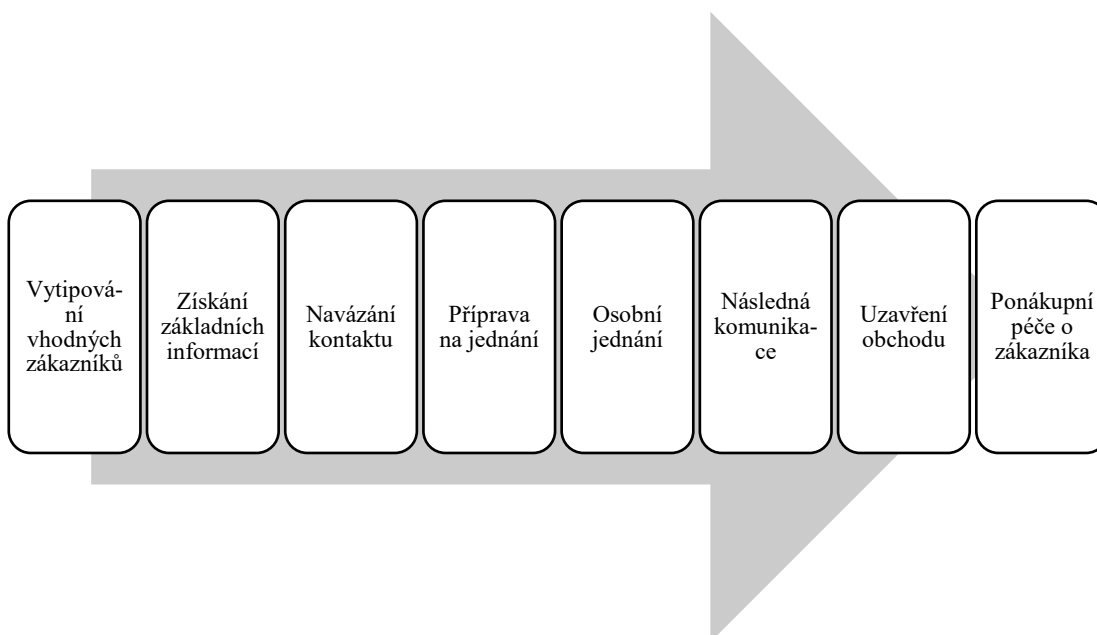 Vytipová-
ní
vhodných
zákazníků
Získání
základních
informací
Navázání
kontaktu
Příprava
na jednání
Osobní
jednání
Následná
komunika-
ce
Uzavření
obchodu
Ponákupní
péče o
zákazníka